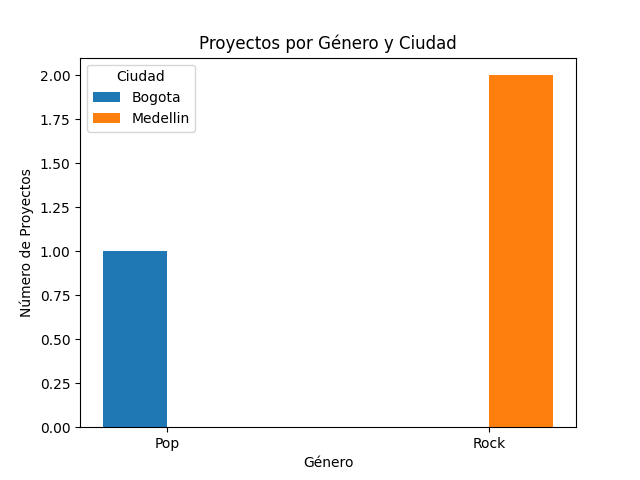 Proyectos por Género y Ciudad
Ciudad
Bogota
Medellin
Número de Proyectos
2.00
1.75
1.50
1.25
1.00
0.75
0.50
0.25
0.00
Pop
Rock
Género